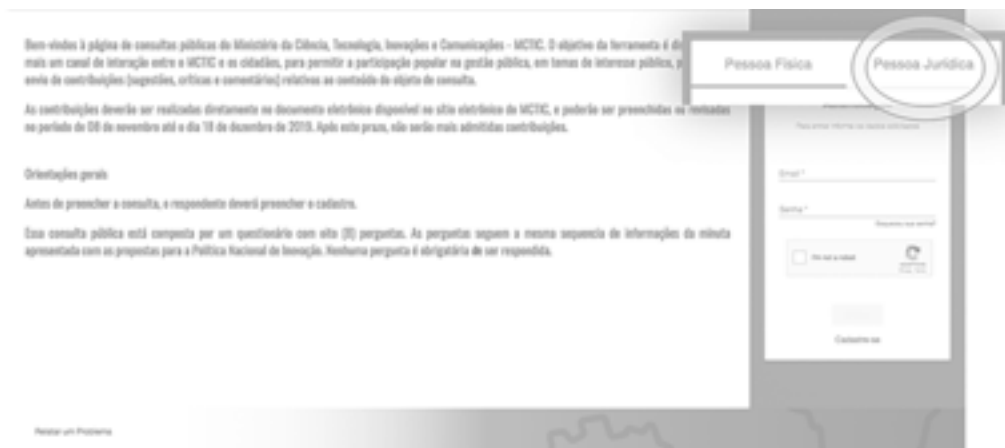 Bem-vindos à página de consultas públicas do Ministério da Ciência, Tecnologia, Inovações e Comunicações - MCTIC. O objetivo da ferramenta é
mais um canal de interação entre o MCTIC e os cidadãos, para permitir a participação popular na gestão pública, em temas de interesse público,
envio de contribuições (sugestões, críticas e comentários) relativas ao conteúdo do objeto de consulta.
As contribuições deverão ser realizadas diretamente no documento eletrônico disponível no sítio eletrônico do MCTIC, e poderão ser preenchidas ou
no período de 08 de novembro até o dia 18 de dezembro de 2019. Após este prazo, não serão mais admitidas contribuições.
Orientações gerais
Antes de preencher a consulta, o respondente deverá preencher o cadastro.
Essa consulta pública está composta por um questionário com oito (8) perguntas. As perguntas seguem a mesma sequencia de informações da minuta
apresentada com as propostas para a Política Nacional de Inovação. Nenhuma pergunta é obrigatória de ser respondida.
Pessoa Física
Pessoa Jurídica
Email *
Senha *
I'm not a robot
Cadastre-se
Relatar um Problema